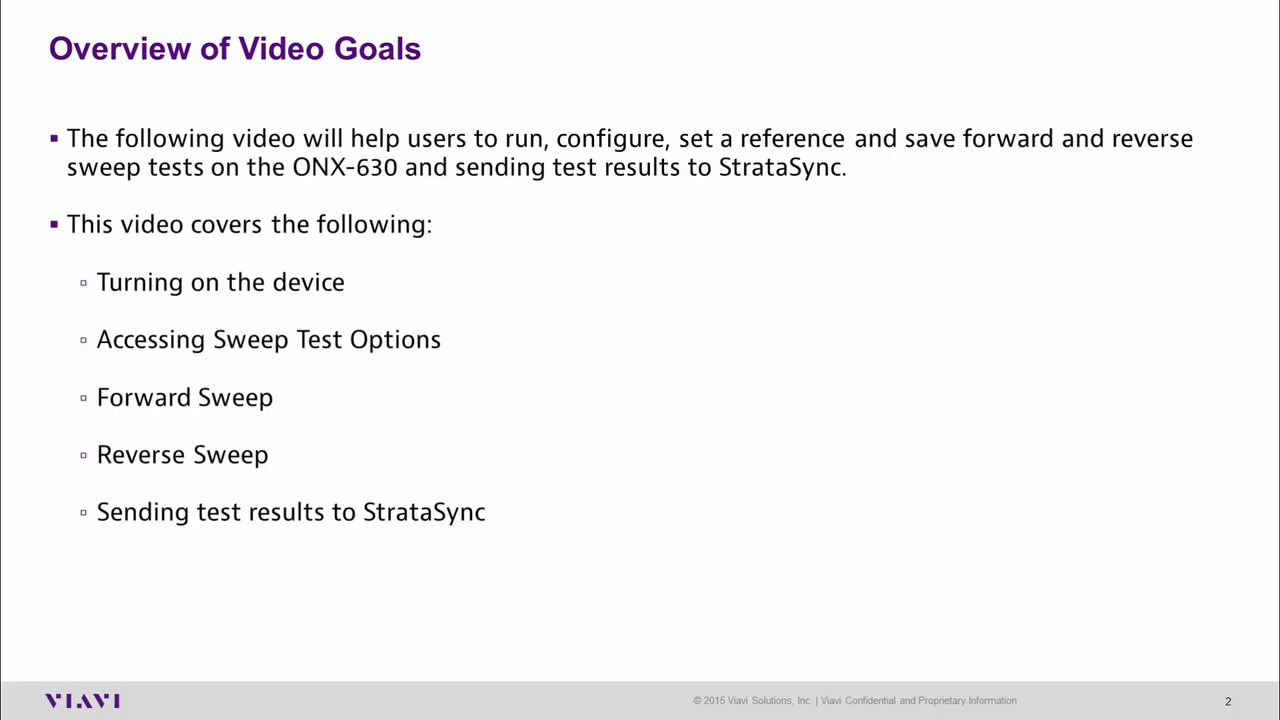 Overview of Video Goals
The following video will help users to run, configure, set a reference and save forward and reverse
sweep tests on the ONX-630 and sending test results to StrataSync.
This video covers the following:
Turning on the device
Accessing Sweep Test Options
Forward Sweep
Reverse Sweep
Sending test results to StrataSync
VIAVI
© 2015 Viavi Solutions, Inc. | Viavi Confidential and Proprietary Information
2